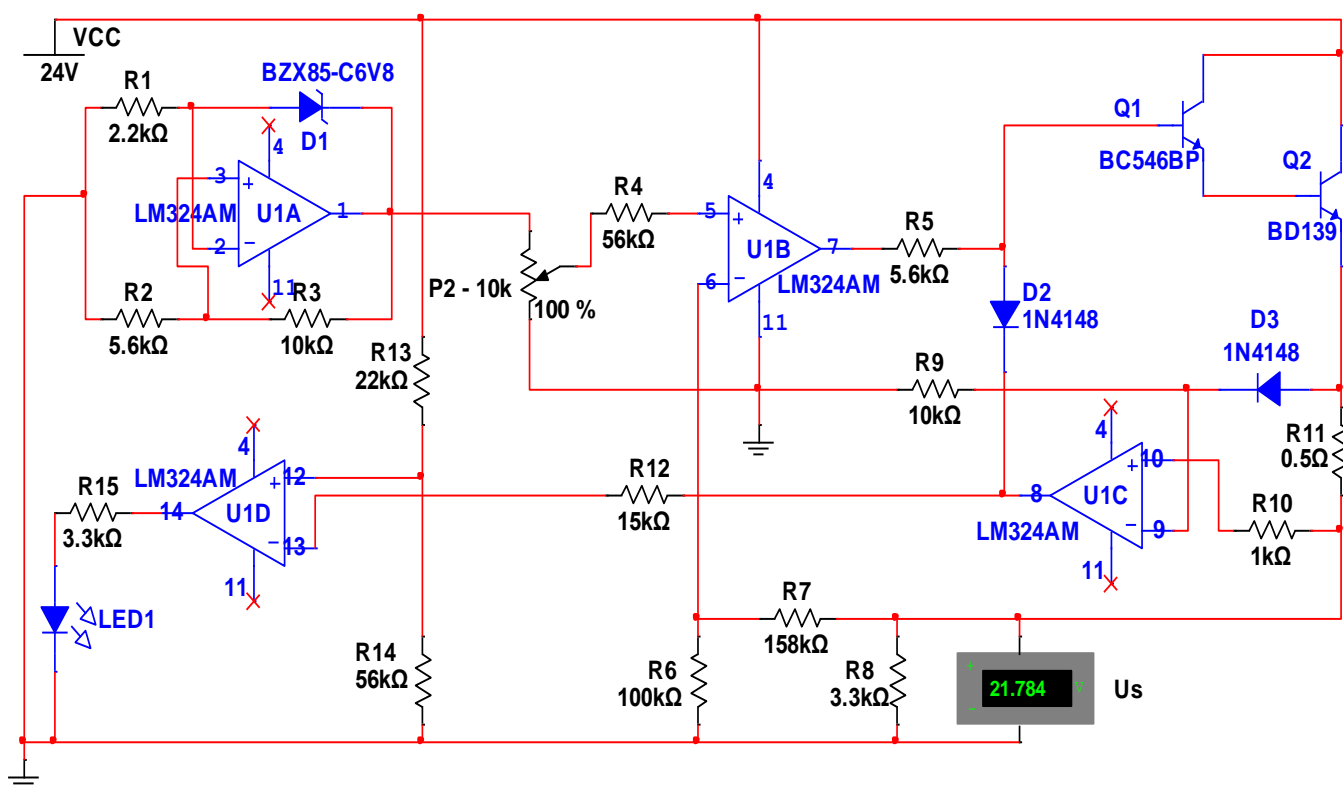 VCC
24V
R1
2.2kΩ
BZX85-C6V8
D1
4
3
LM324AM
U1A
1
2
11
R2
5.6kΩ
R3
10kΩ
R4
56kΩ
P2 - 10k
100 %
4
5
U1B
7
6
LM324AM
11
R5
5.6kΩ
Q1
BC546BP
Q2
BD139
D2
1N4148
D3
1N4148
R9
10kΩ
R13
22kΩ
R11
0.5Ω
4
LM324AM
12
U1D
14
13
11
R15
3.3kΩ
LED1
R12
15kΩ
4
10
U1C
8
9
LM324AM
11
R10
1kΩ
R7
158kΩ
R14
56kΩ
R6
100kΩ
R8
3.3kΩ
+
21.784 V
-
Us